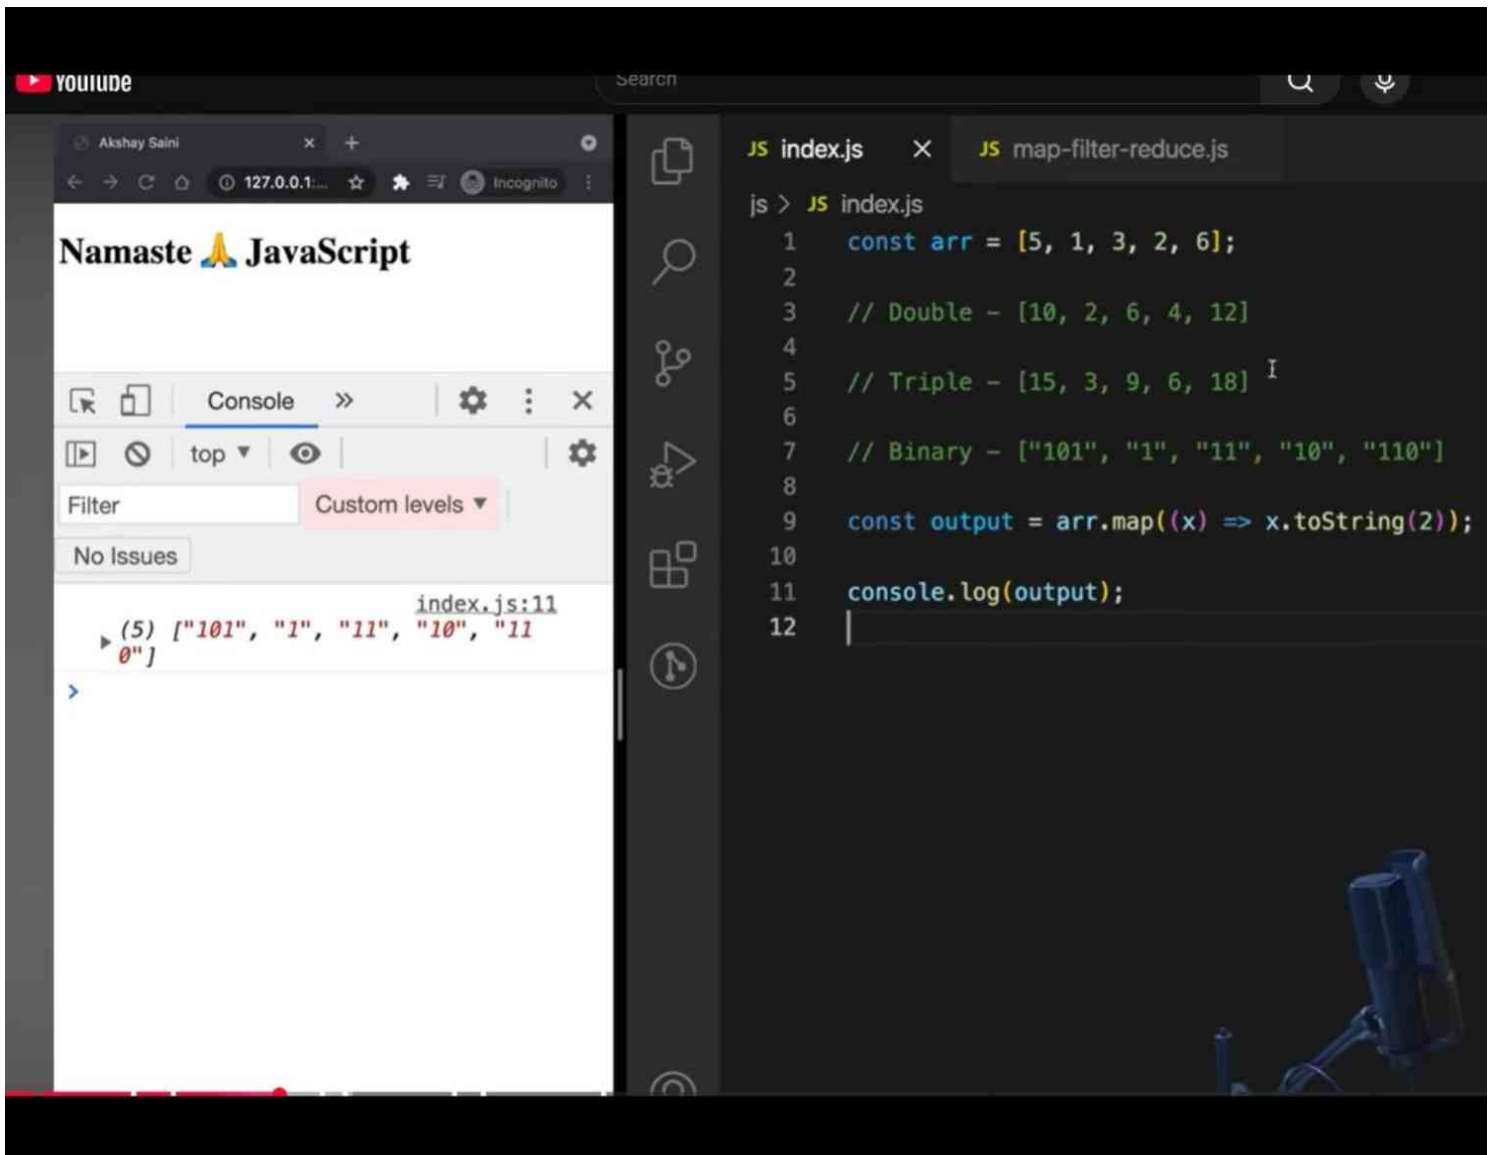 YouTube
Search
Akshay Saini
127.0.0.1:...
Incognito
Namaste 🙏 JavaScript
Console
top
Filter
Custom levels
No Issues
index.js:11
(5) ["101", "1", "11", "10", "11
0"]
JS index.js
JS map-filter-reduce.js
js > JS index.js
1 const arr = [5, 1, 3, 2, 6];
2
3 // Double – [10, 2, 6, 4, 12]
4
5 // Triple – [15, 3, 9, 6, 18]
6
7 // Binary – ["101", "1", "11", "10", "110"]
8
9 const output = arr.map((x) => x.toString(2));
10
11 console.log(output);
12